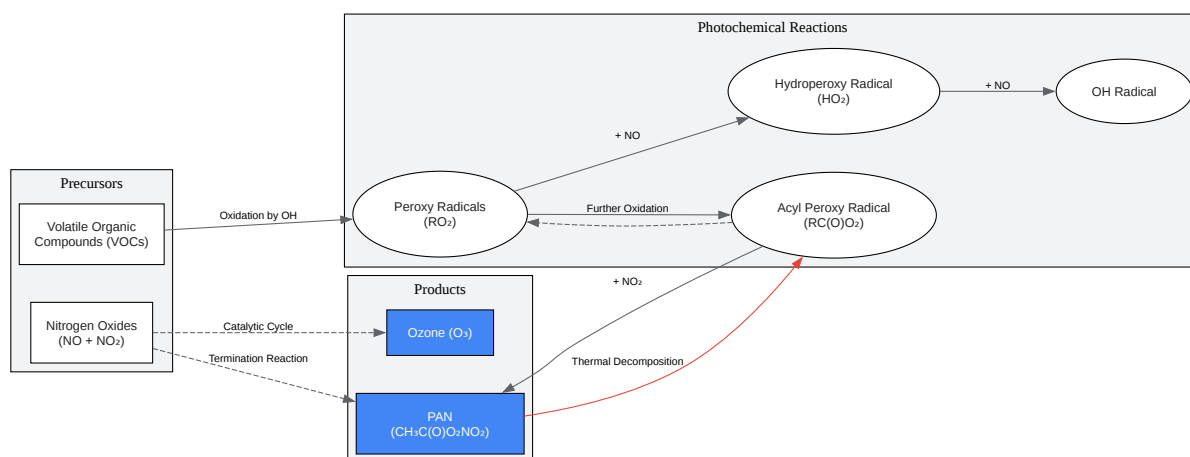 Photochemical Reactions
Hydroperoxy Radical
(HO₂)
+ NO
OH Radical
+ NO
Precursors
Volatile Organic
Compounds (VOCs)
Oxidation by OH
Peroxy Radicals
(RO₂)
Further Oxidation
Acyl Peroxy Radical
(RC(O)O₂)
Products
+ NO₂
Nitrogen Oxides
(NO + NO₂)
Catalytic Cycle
Ozone (O₃)
Termination Reaction
Thermal Decomposition
PAN
(CH₃C(O)O₂NO₂)